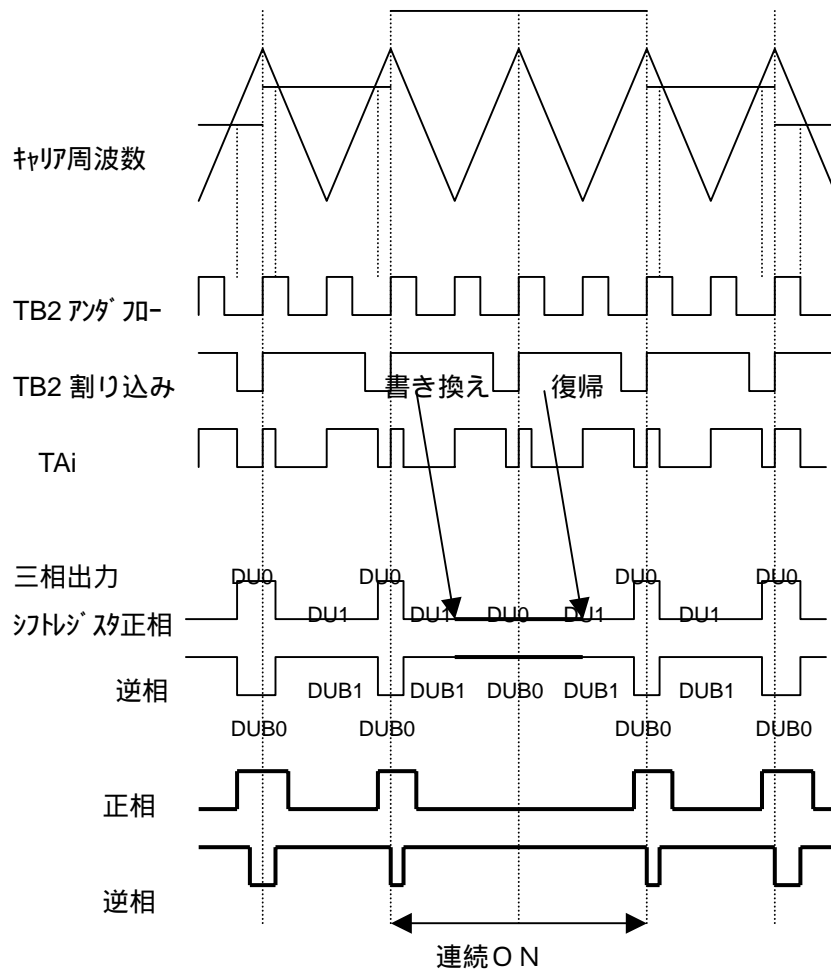 ｷｬﾘｱ周波数
TB2 ｱﾝﾀﾞﾌﾛｰ
TB2 割り込み
書き換え
復帰
TAi
三相出力
DU0 DU0 DU0 DU0
ｼﾌﾄﾚｼﾞｽﾀ正相
DU1 DU1 DU0 DU1 DU1
逆相
DUB1 DUB1 DUB0 DUB1 DUB1
DUB0 DUB0 DUB0 DUB0
正相
逆相
連続ＯＮ